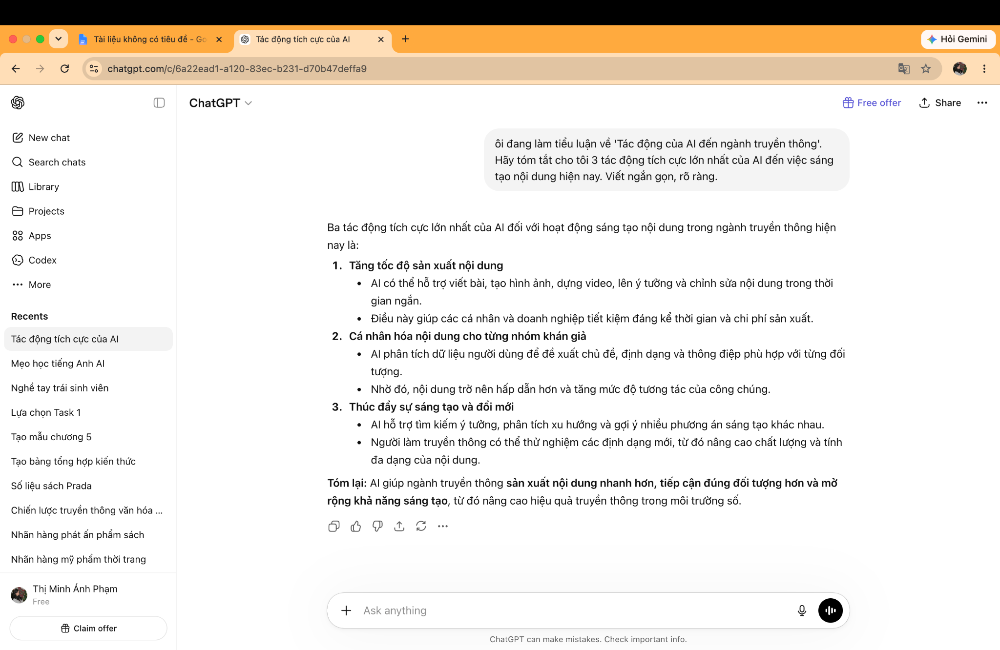 Tài liệu không có tiêu đề - Go
Tác động tích cực của AI
Hỏi Gemini
chatgpt.com/c/6a22ead1-a120-83ec-b231-d70b47deffa9
ChatGPT
Free offer
Share
New chat
Search chats
Library
Projects
Apps
Codex
More
Recents
Tác động tích cực của AI
Mẹo học tiếng Anh AI
Nghề tay trái sinh viên
Lựa chọn Task 1
Tạo mẫu chương 5
Tạo bảng tổng hợp kiến thức
Số liệu sách Prada
Chiến lược truyền thông văn hóa ...
Nhãn hàng phát ấn phẩm sách
Nhãn hàng mỹ phẩm thời trang
Thị Minh Ánh Phạm
Free
Claim offer
ôi đang làm tiểu luận về 'Tác động của AI đến ngành truyền thông'.
Hãy tóm tắt cho tôi 3 tác động tích cực lớn nhất của AI đến việc sáng
tạo nội dung hiện nay. Viết ngắn gọn, rõ ràng.
Ba tác động tích cực lớn nhất của AI đối với hoạt động sáng tạo nội dung trong ngành truyền thông hiện
nay là:
1. Tăng tốc độ sản xuất nội dung
• AI có thể hỗ trợ viết bài, tạo hình ảnh, dựng video, lên ý tưởng và chỉnh sửa nội dung trong thời
gian ngắn.
• Điều này giúp các cá nhân và doanh nghiệp tiết kiệm đáng kể thời gian và chi phí sản xuất.
2. Cá nhân hóa nội dung cho từng nhóm khán giả
• AI phân tích dữ liệu người dùng để đề xuất chủ đề, định dạng và thông điệp phù hợp với từng đối
tượng.
• Nhờ đó, nội dung trở nên hấp dẫn hơn và tăng mức độ tương tác của công chúng.
3. Thúc đẩy sự sáng tạo và đổi mới
• AI hỗ trợ tìm kiếm ý tưởng, phân tích xu hướng và gợi ý nhiều phương án sáng tạo khác nhau.
• Người làm truyền thông có thể thử nghiệm các định dạng mới, từ đó nâng cao chất lượng và tính
đa dạng của nội dung.
Tóm lại: AI giúp ngành truyền thông sản xuất nội dung nhanh hơn, tiếp cận đúng đối tượng hơn và mở
rộng khả năng sáng tạo, từ đó nâng cao hiệu quả truyền thông trong môi trường số.
Ask anything
ChatGPT can make mistakes. Check important info.